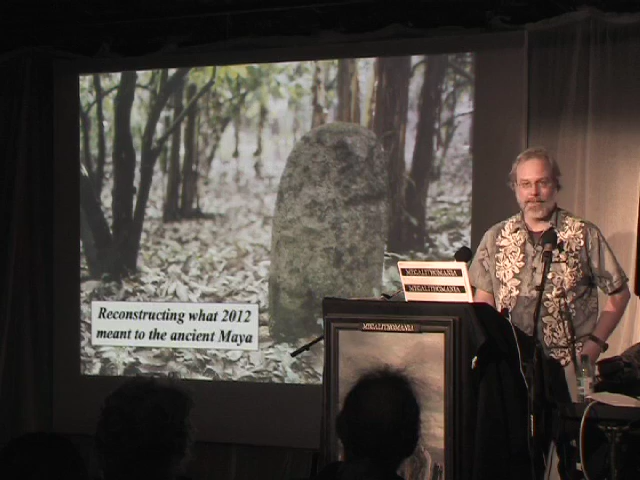 Reconstructing what 2012
meant to the ancient Maya
MEGALITHOMANIA
MEGALITHOMANIA
MEGALITHOMANIA